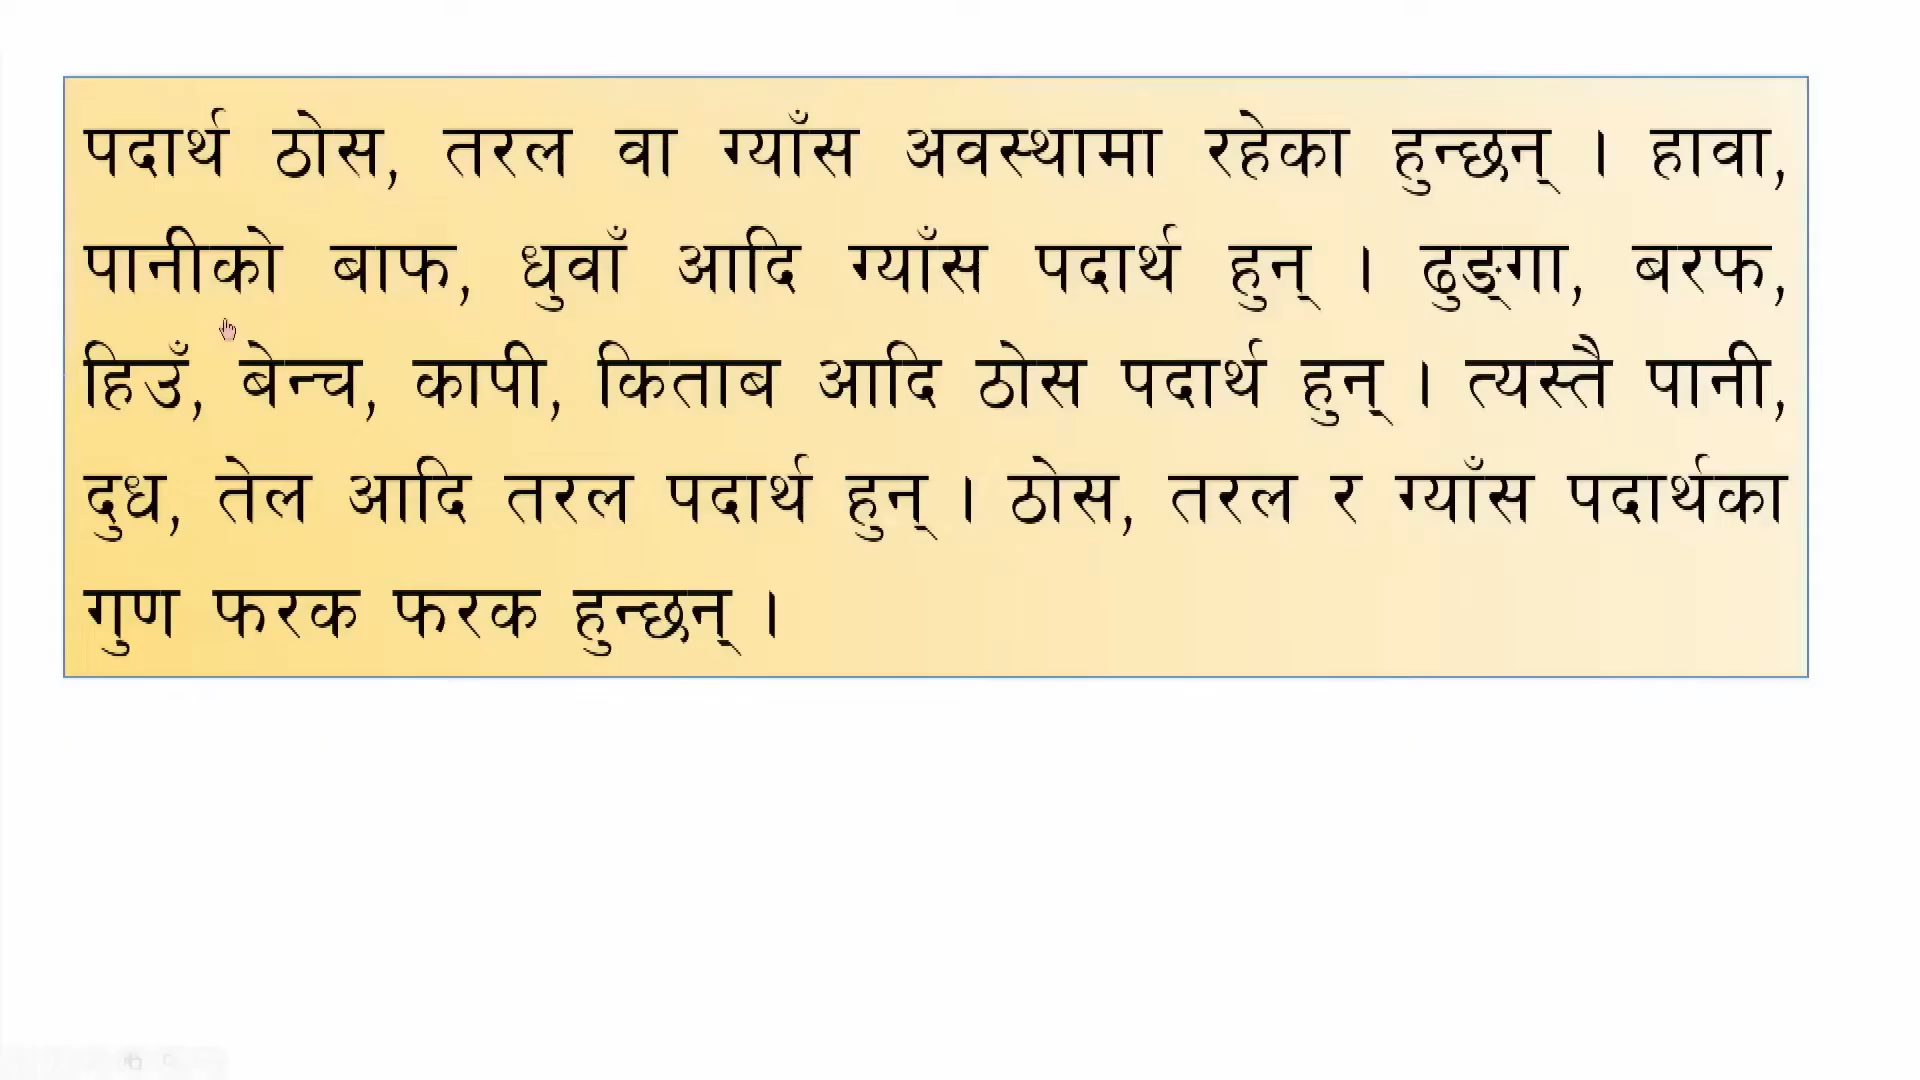 पदार्थ ठोस, तरल वा ग्याँस अवस्थामा रहेका हुन्छन् । हावा,
पानीको बाफ, धुवाँ आदि ग्याँस पदार्थ हुन् । ढुङ्गा, बरफ,
हिउँ, बेन्च, कापी, किताब आदि ठोस पदार्थ हुन् । त्यस्तै पानी,
दुध, तेल आदि तरल पदार्थ हुन् । ठोस, तरल र ग्याँस पदार्थका
गुण फरक फरक हुन्छन् ।